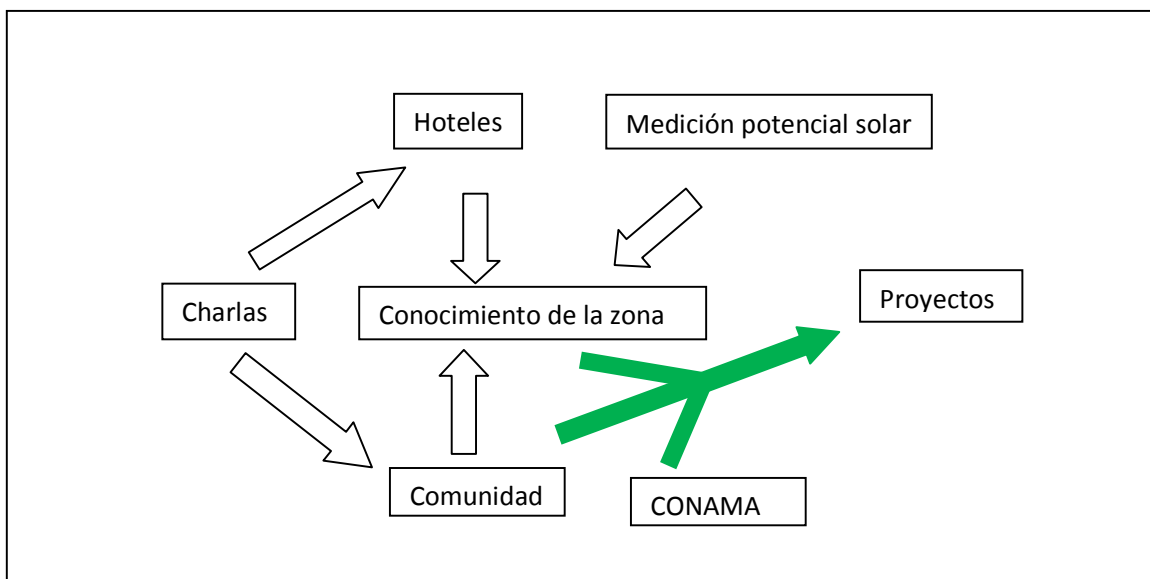 Hoteles
Medición potencial solar
Charlas
Conocimiento de la zona
Proyectos
Comunidad
CONAMA